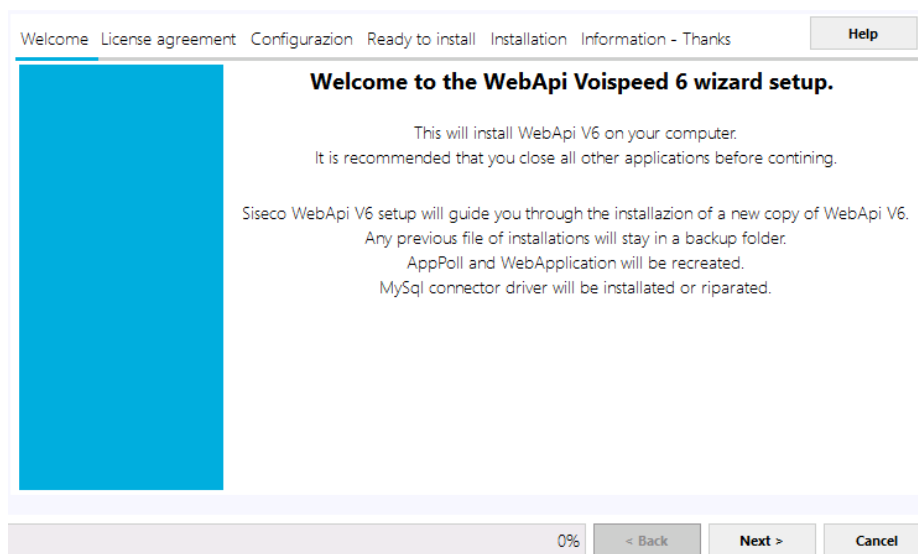 Welcome License agreement Configurazion Ready to install Installation Information - Thanks Help
Welcome to the WebApi Voispeed 6 wizard setup.
This will install WebApi V6 on your computer.
It is recommended that you close all other applications before contining.
Siseco WebApi V6 setup will guide you through the installazion of a new copy of WebApi V6.
Any previous file of installations will stay in a backup folder.
AppPoll and WebApplication will be recreated.
MySql connector driver will be installated or riparated.
0% < Back Next > Cancel